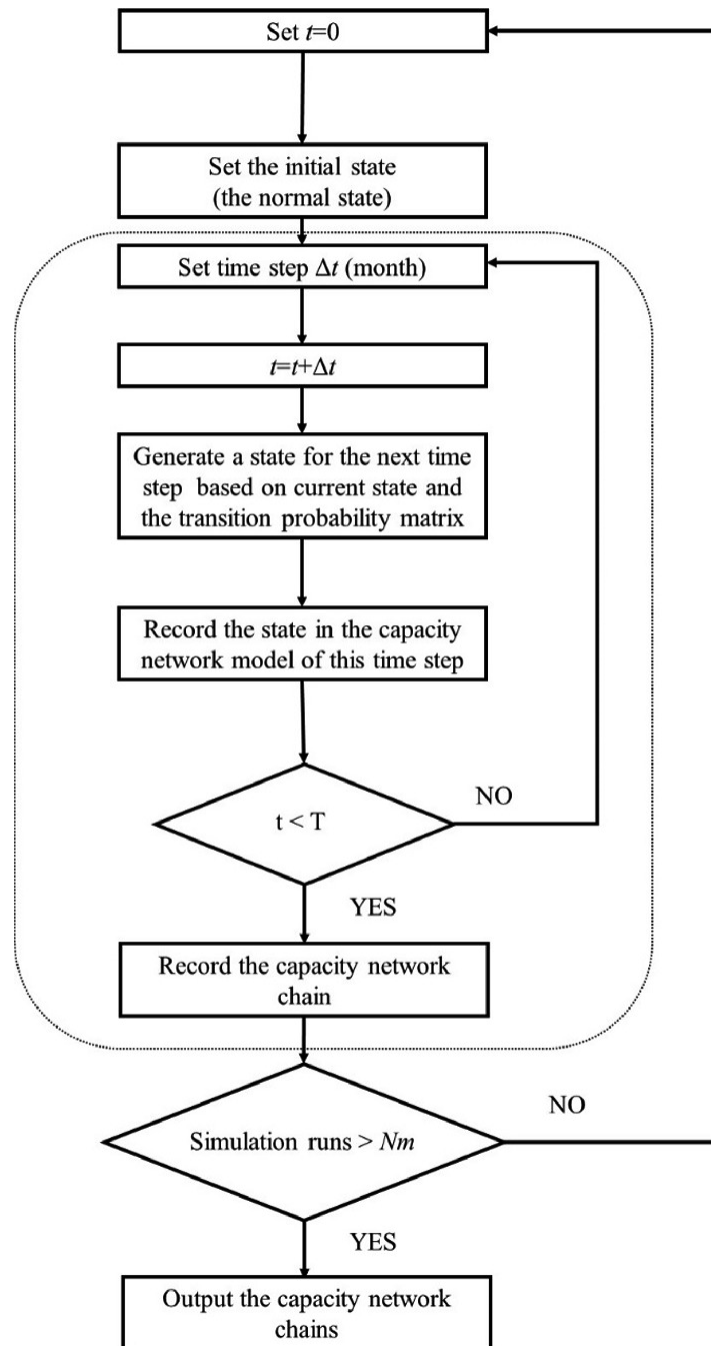 Set t=0
Set the initial state
(the normal state)
Set time step Δt (month)
t=t+Δt
Generate a state for the next time
step based on current state and
the transition probability matrix
Record the state in the capacity
network model of this time step
t < T
NO
YES
Record the capacity network
chain
Simulation runs > Nm
NO
YES
Output the capacity network
chains